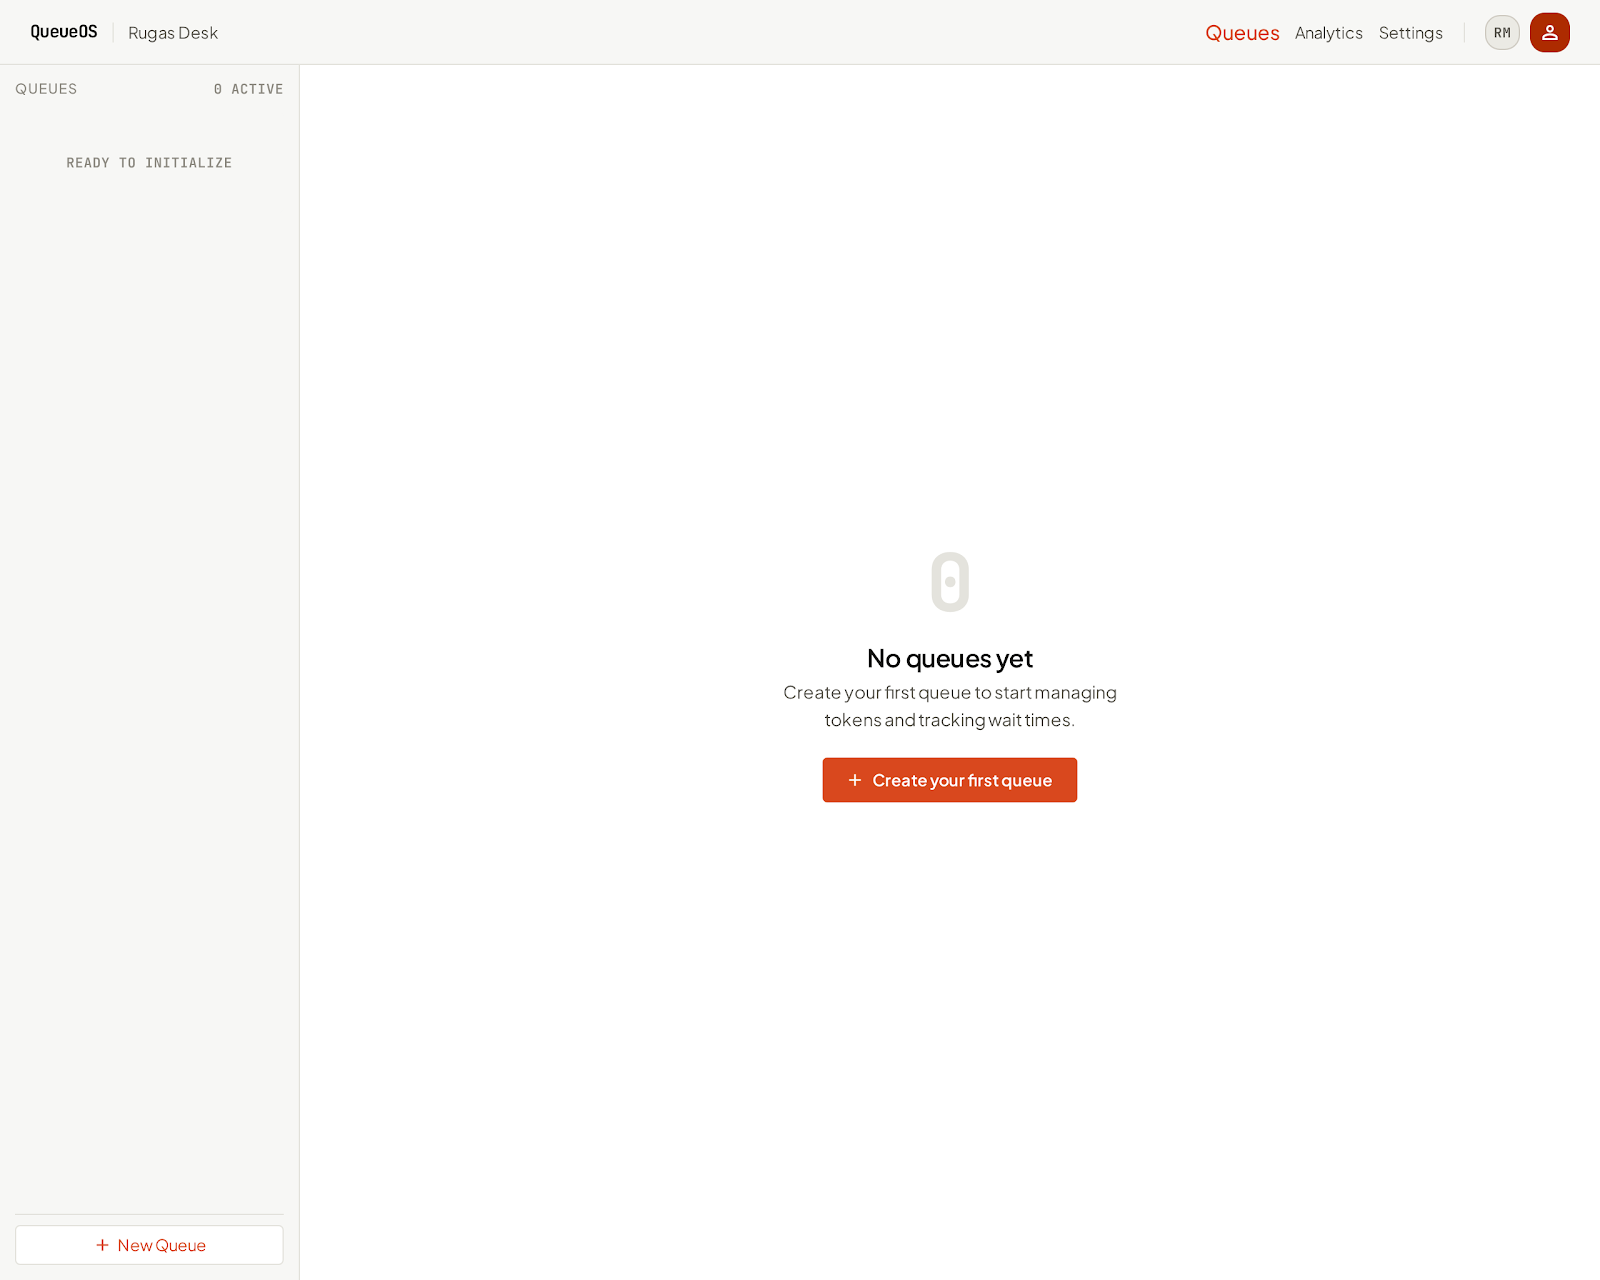 QueueOS
Rugas Desk
Queues
Analytics
Settings
RM
QUEUES
0 ACTIVE
READY TO INITIALIZE
0
No queues yet
Create your first queue to start managing
tokens and tracking wait times.
+ Create your first queue
+ New Queue